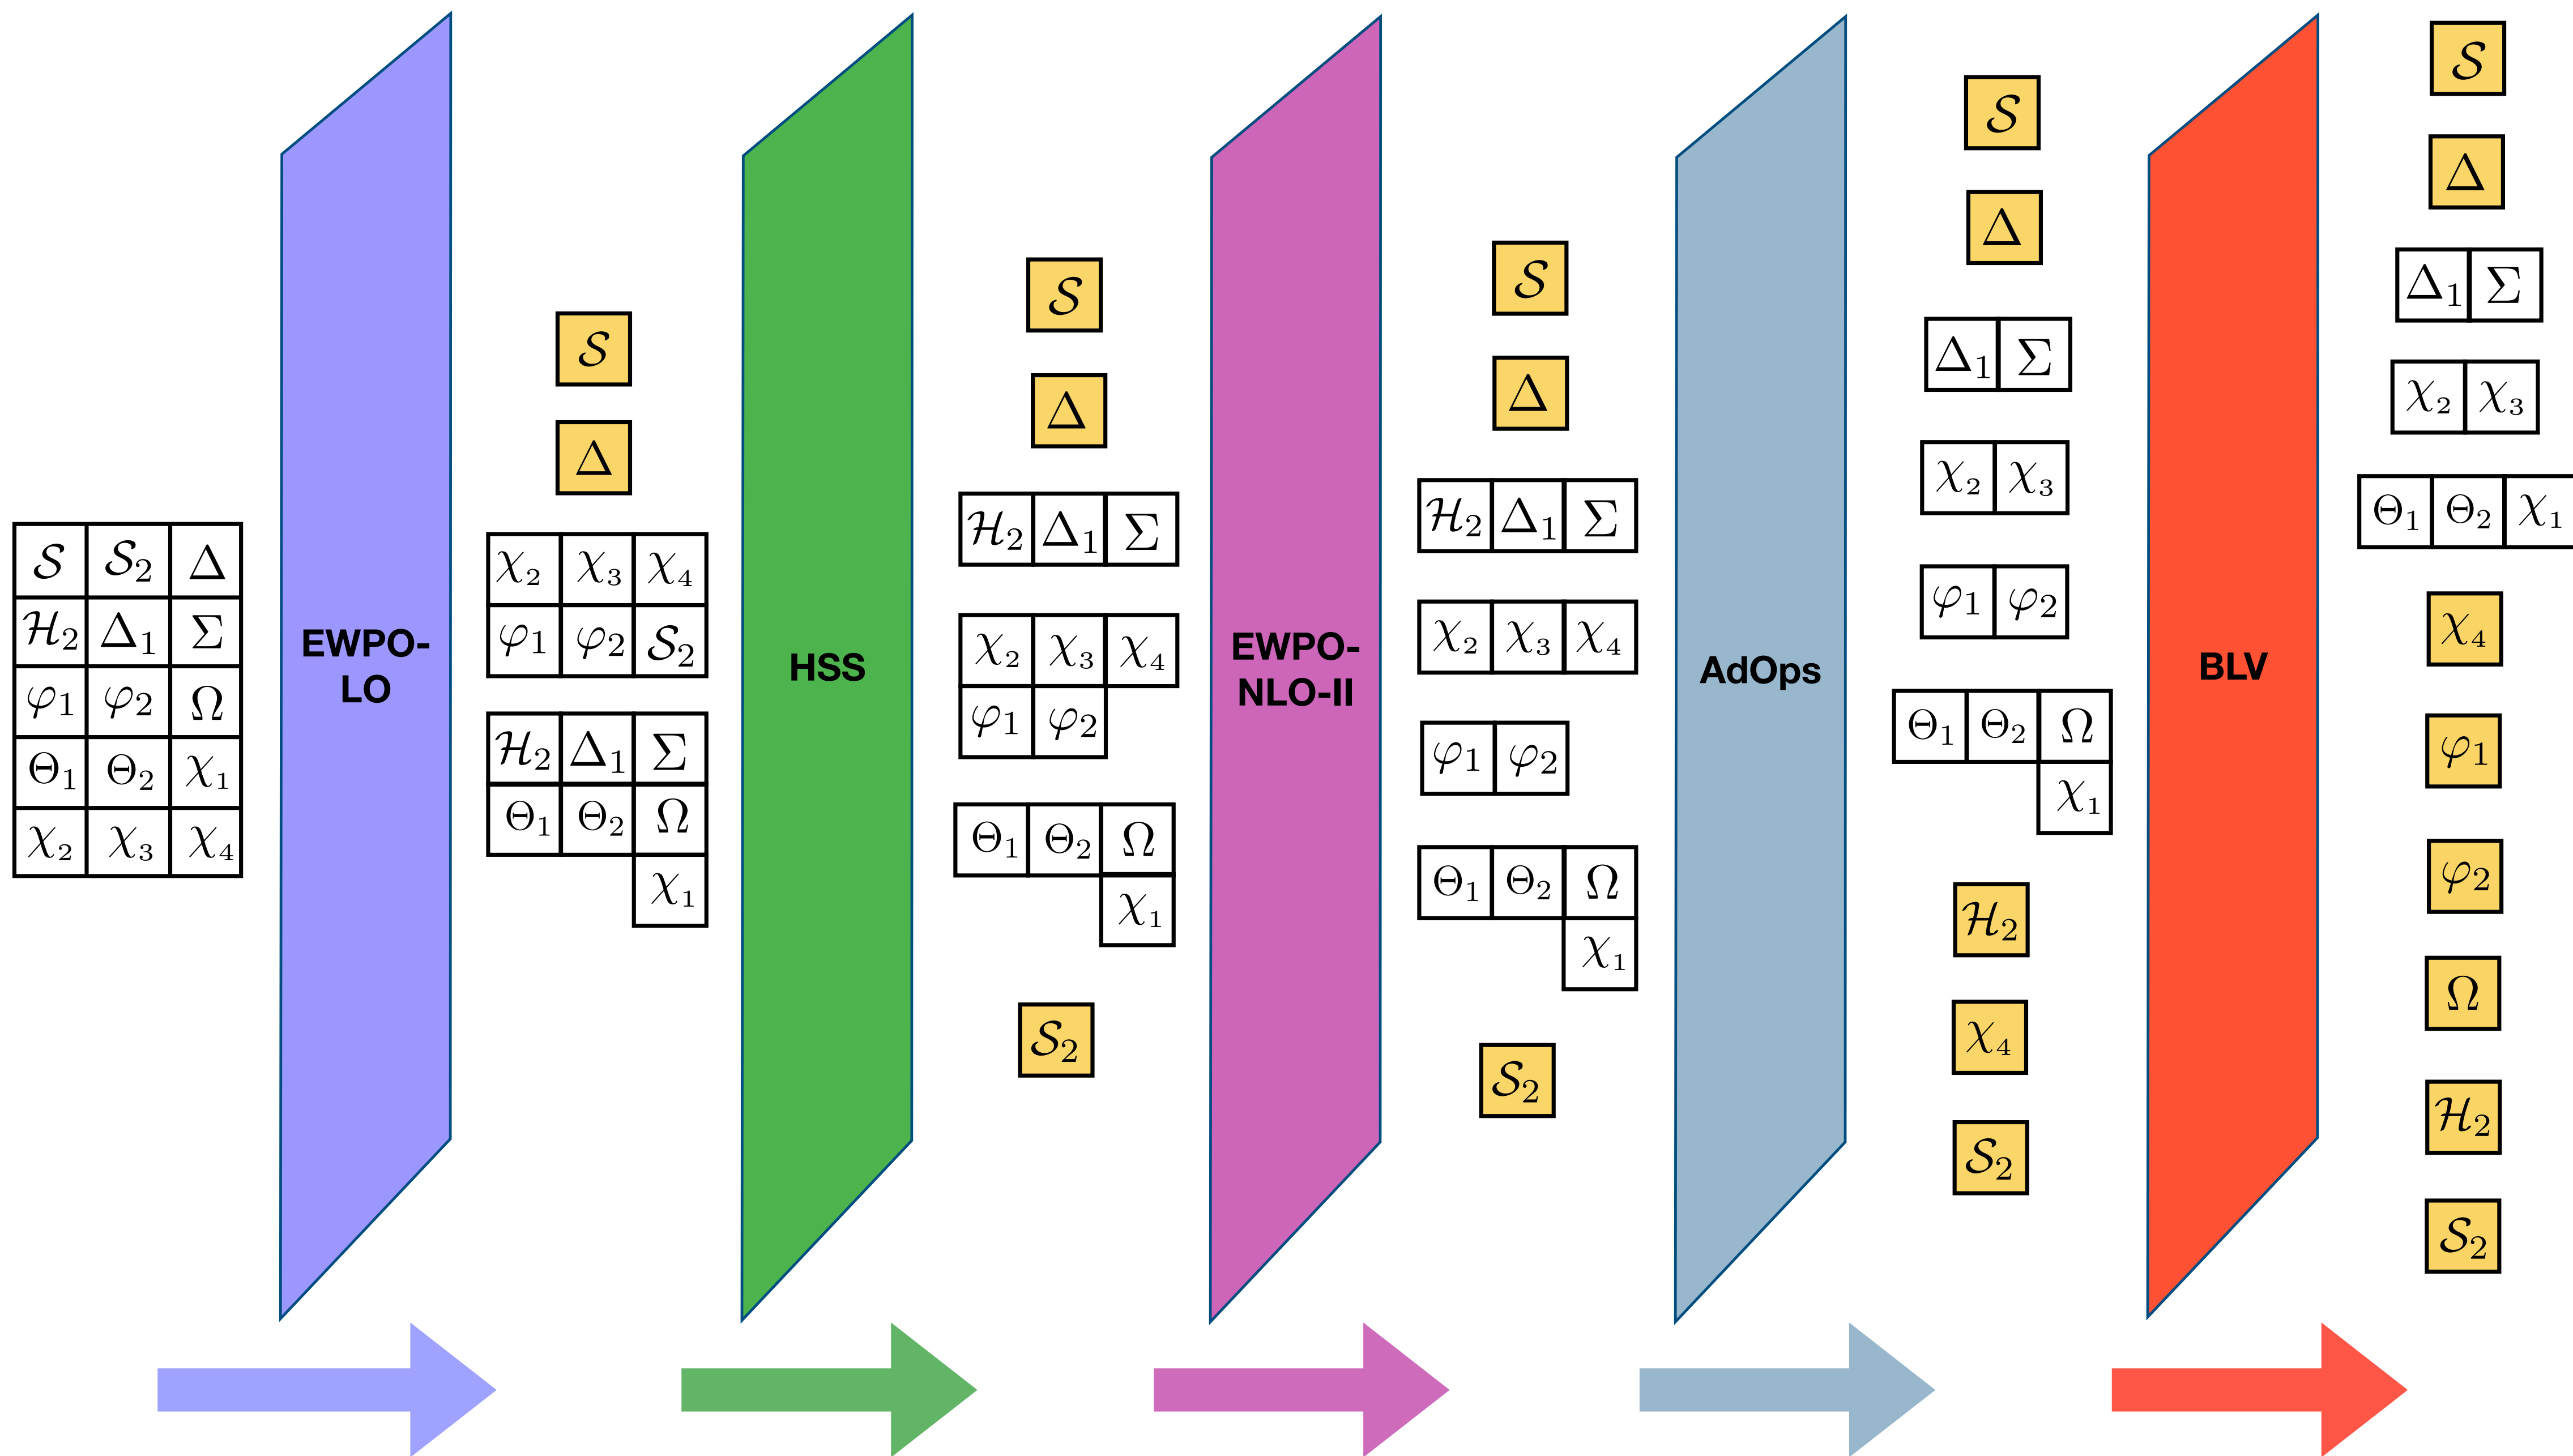 𝒮 𝒮₂ Δ
ℋ₂ Δ₁ Σ
φ₁ φ₂ Ω
Θ₁ Θ₂ χ₁
χ₂ χ₃ χ₄
EWPO-
LO
𝒮
Δ
χ₂ χ₃ χ₄
φ₁ φ₂ 𝒮₂
ℋ₂ Δ₁ Σ
Θ₁ Θ₂ Ω
χ₁
HSS
𝒮
Δ
ℋ₂ Δ₁ Σ
χ₂ χ₃ χ₄
φ₁ φ₂
Θ₁ Θ₂ Ω
χ₁
𝒮₂
EWPO-
NLO-II
𝒮
Δ
ℋ₂ Δ₁ Σ
χ₂ χ₃ χ₄
φ₁ φ₂
Θ₁ Θ₂ Ω
χ₁
𝒮₂
AdOps
𝒮
Δ
Δ₁ Σ
χ₂ χ₃
φ₁ φ₂
Θ₁ Θ₂ Ω
χ₁
ℋ₂
χ₄
𝒮₂
BLV
𝒮
Δ
Δ₁ Σ
χ₂ χ₃
Θ₁ Θ₂ χ₁
χ₄
φ₁
φ₂
Ω
ℋ₂
𝒮₂